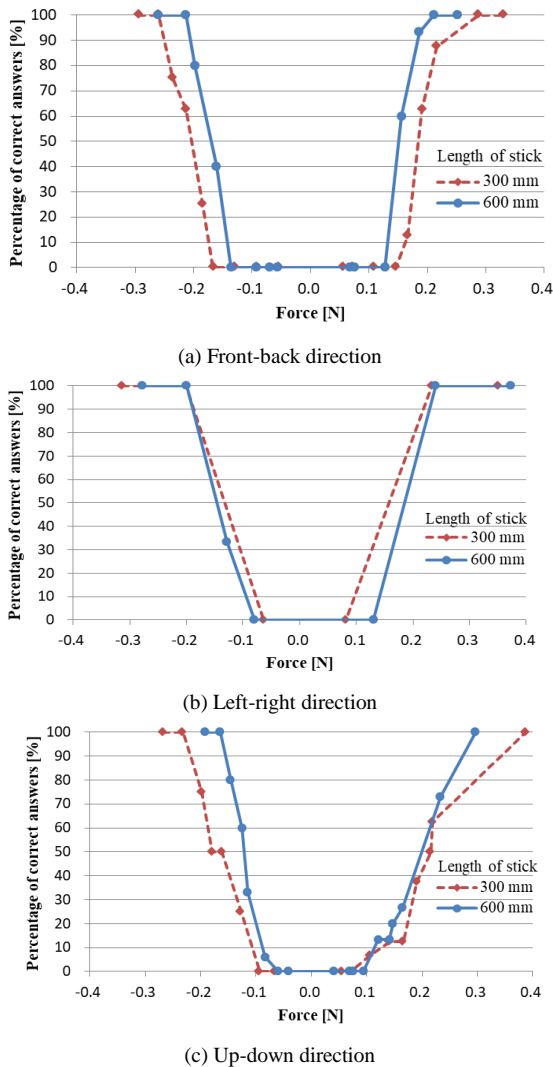 Percentage of correct answers [%]
100
90
80
70
60
50
40
30
20
10
0
Length of stick
300 mm
600 mm
-0.4 -0.3 -0.2 -0.1 0.0 0.1 0.2 0.3 0.4
Force [N]
(a) Front-back direction
Percentage of correct answers [%]
100
90
80
70
60
50
40
30
20
10
0
Length of stick
300 mm
600 mm
-0.4 -0.3 -0.2 -0.1 0.0 0.1 0.2 0.3 0.4
Force [N]
(b) Left-right direction
Percentage of correct answers [%]
100
90
80
70
60
50
40
30
20
10
0
Length of stick
300 mm
600 mm
-0.4 -0.3 -0.2 -0.1 0.0 0.1 0.2 0.3 0.4
Force [N]
(c) Up-down direction